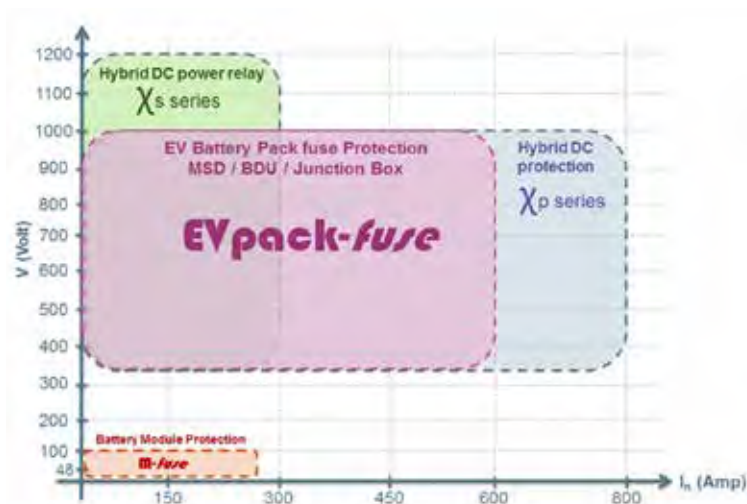 1200
1100
1000
900
800
700
600
500
400
300
200
100
48
V (Volt)
Hybrid DC power relay
χs series
EV Battery Pack fuse Protection
MSD / BDU / Junction Box
EVpack-fuse
Hybrid DC
protection
χp series
Battery Module Protection
m-fuse
150
300
450
600
800
In (Amp)